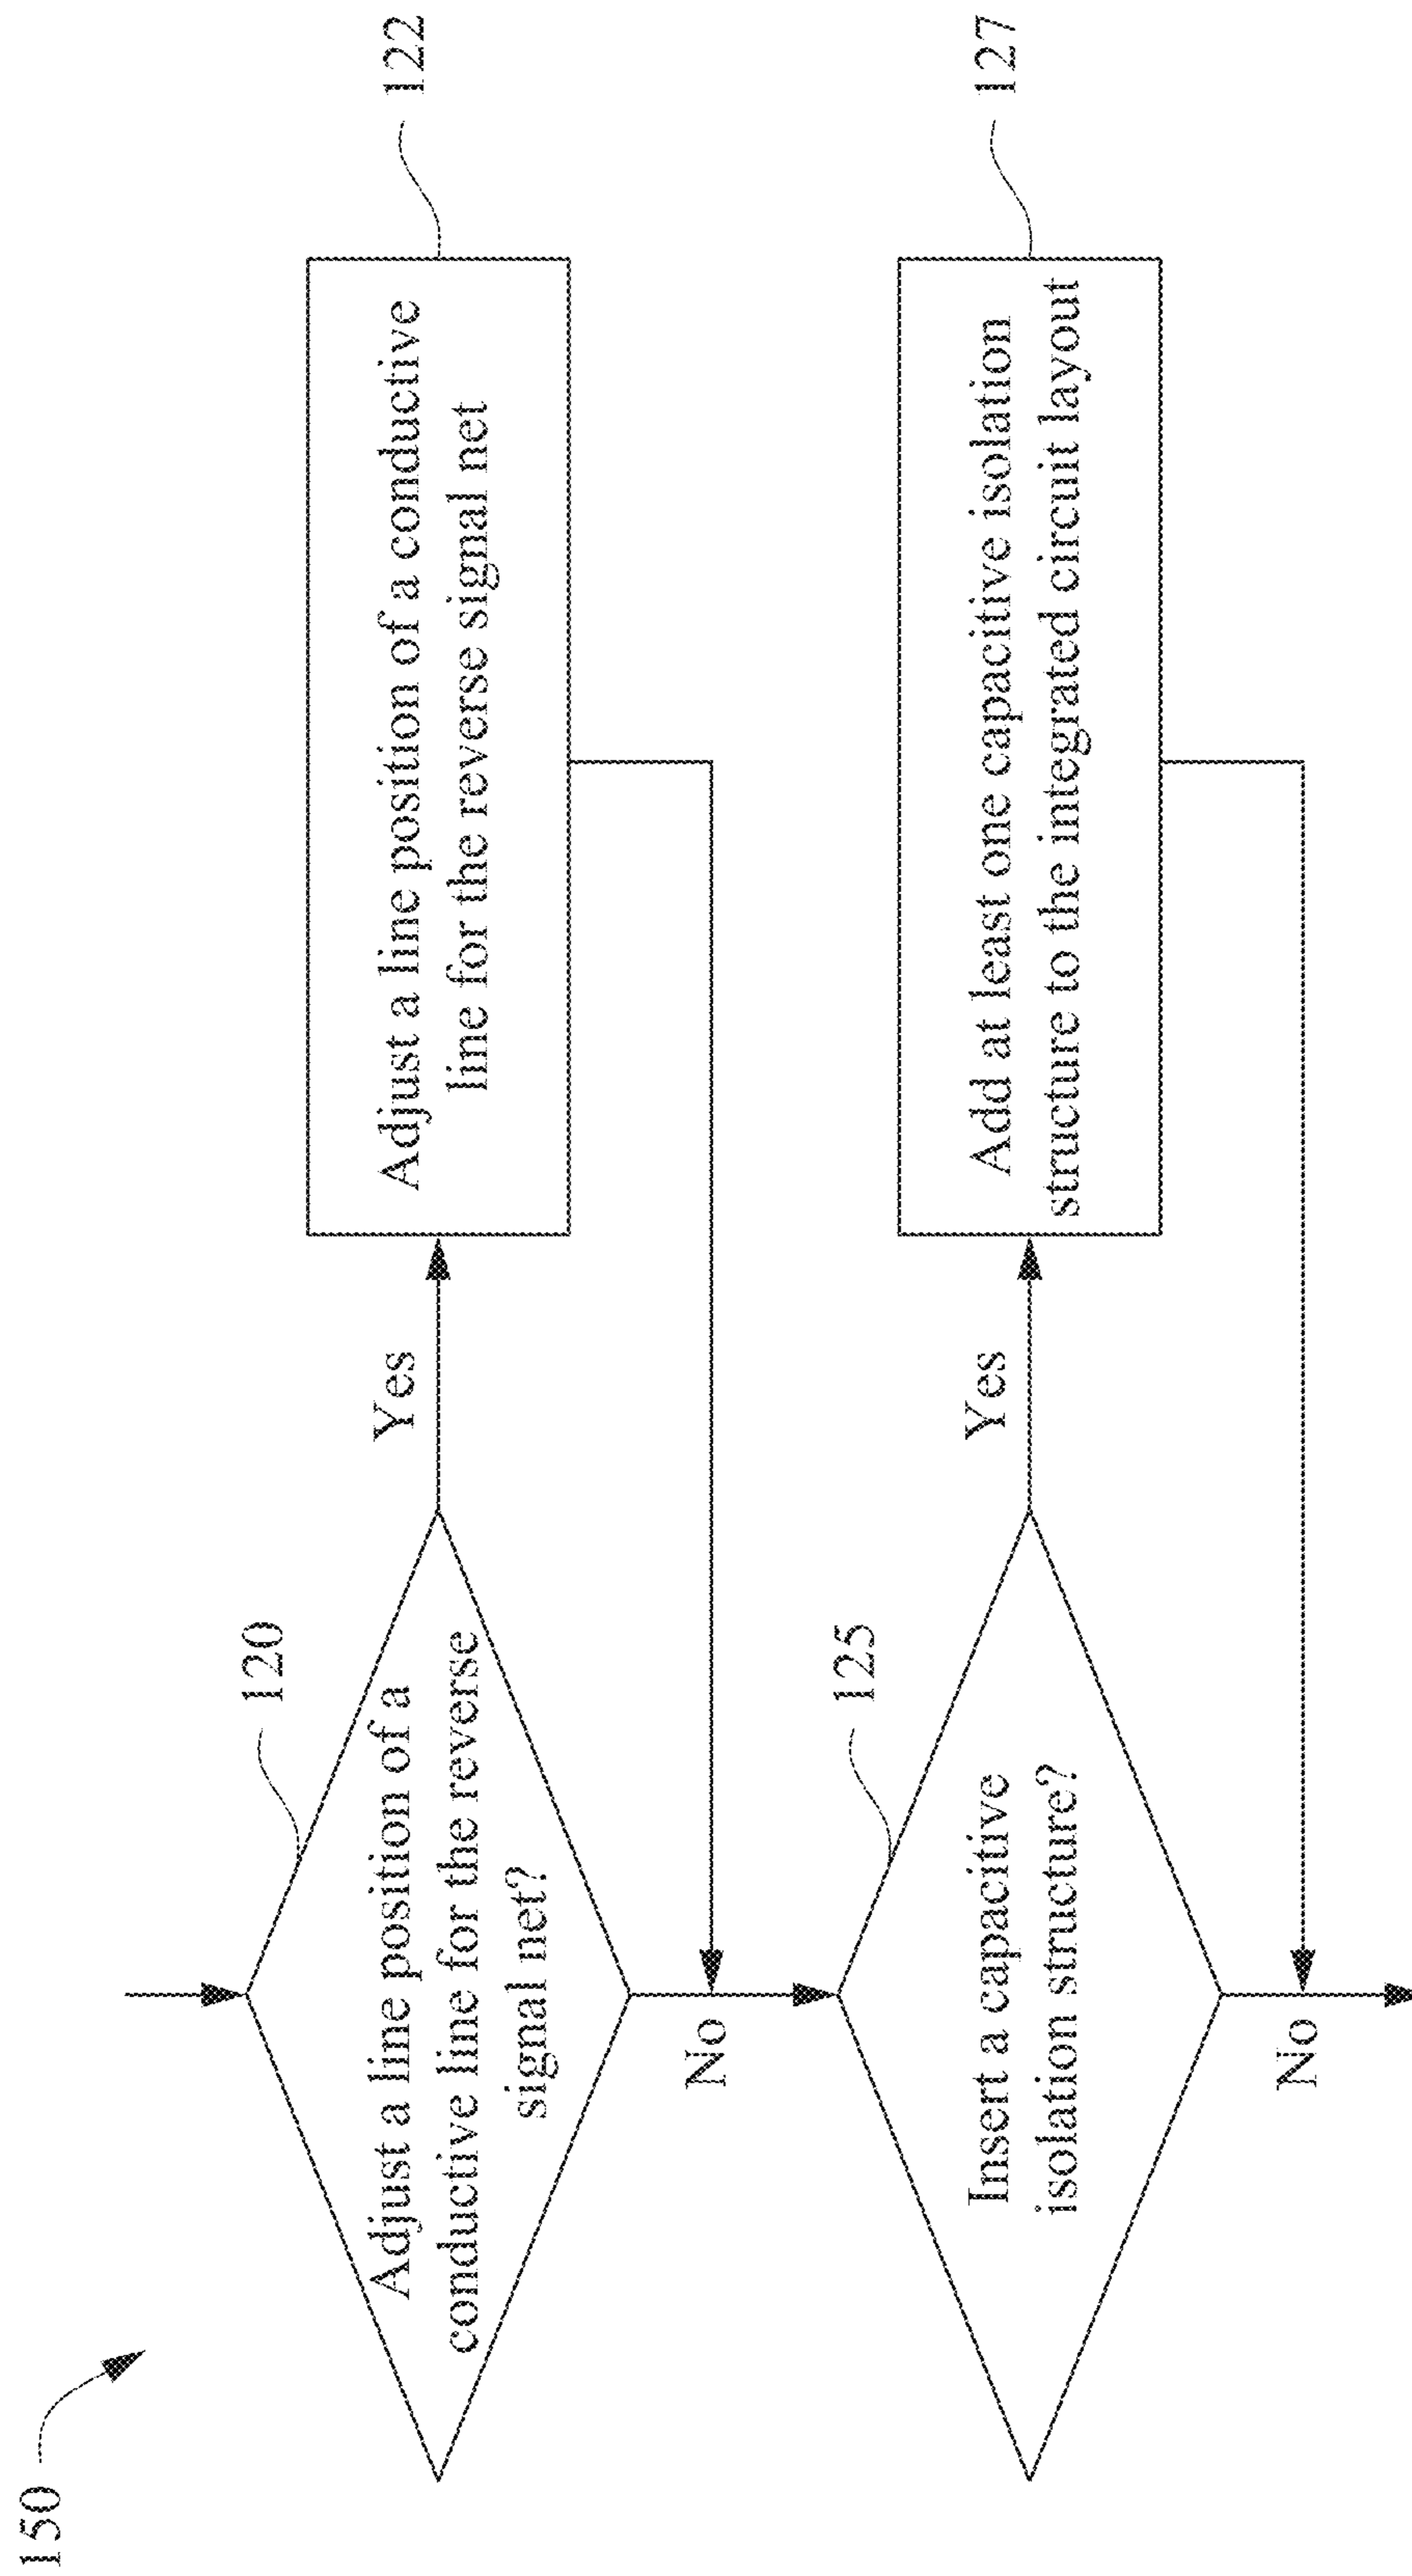 150
120
Adjust a line position of a
conductive line for the reverse
signal net?
Yes
Adjust a line position of a conductive
line for the reverse signal net
122
No
125
Insert a capacitive
isolation structure?
Yes
Add at least one capacitive isolation
structure to the integrated circuit layout
127
No